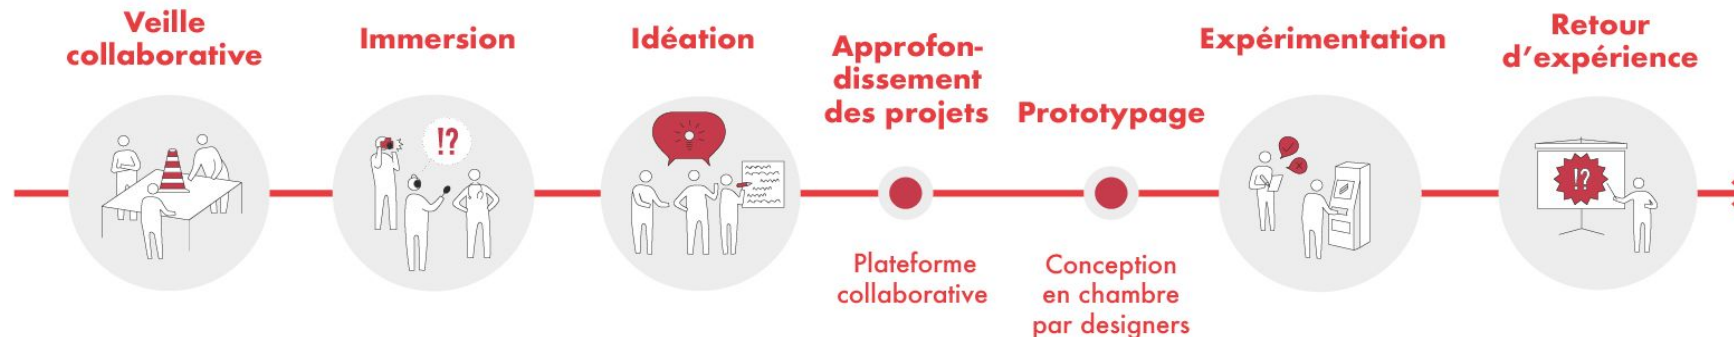 Veille
collaborative
Immersion
!?
Idéation
Approfon-
dissement
des projets
Plateforme
collaborative
Prototypage
Conception
en chambre
par designers
Expérimentation
Retour
d'expérience
!?